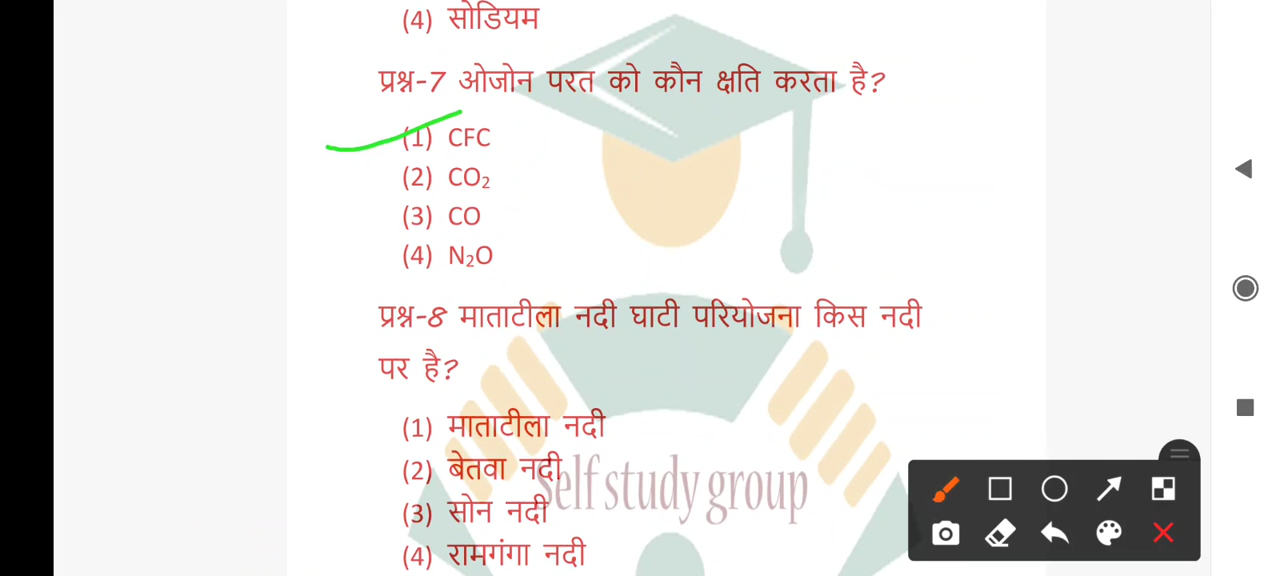 (4) सोडियम
प्रश्न-7 ओजोन परत को कौन क्षति करता है?
(1) CFC
(2) CO₂
(3) CO
(4) N₂O
प्रश्न-8 माताटीला नदी घाटी परियोजना किस नदी
पर है?
(1) माताटीला नदी
(2) बेतवा नदी
(3) सोन नदी
(4) रामगंगा नदी
Self study group